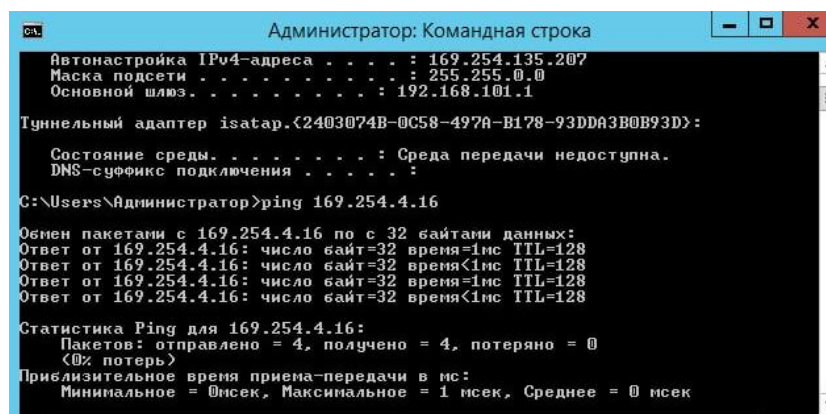 Администратор: Командная строка
Автонастройка IPv4-адреса . . . . : 169.254.135.207
Маска подсети . . . . . . . . . . : 255.255.0.0
Основной шлюз. . . . . . . . . : 192.168.101.1
Туннельный адаптер isatap.{2403074B-0C58-497A-B178-93DDA3B0B93D}:
Состояние среды. . . . . . . . : Среда передачи недоступна.
DNS-суффикс подключения . . . . . :
C:\Users\Администратор>ping 169.254.4.16
Обмен пакетами с 169.254.4.16 по с 32 байтами данных:
Ответ от 169.254.4.16: число байт=32 время=1мс TTL=128
Ответ от 169.254.4.16: число байт=32 время<1мс TTL=128
Ответ от 169.254.4.16: число байт=32 время<1мс TTL=128
Ответ от 169.254.4.16: число байт=32 время<1мс TTL=128
Статистика Ping для 169.254.4.16:
Пакетов: отправлено = 4, получено = 4, потеряно = 0
(0% потерь)
Приблизительное время приема-передачи в мс:
Минимальное = 0мсек, Максимальное = 1 мсек, Среднее = 0 мсек